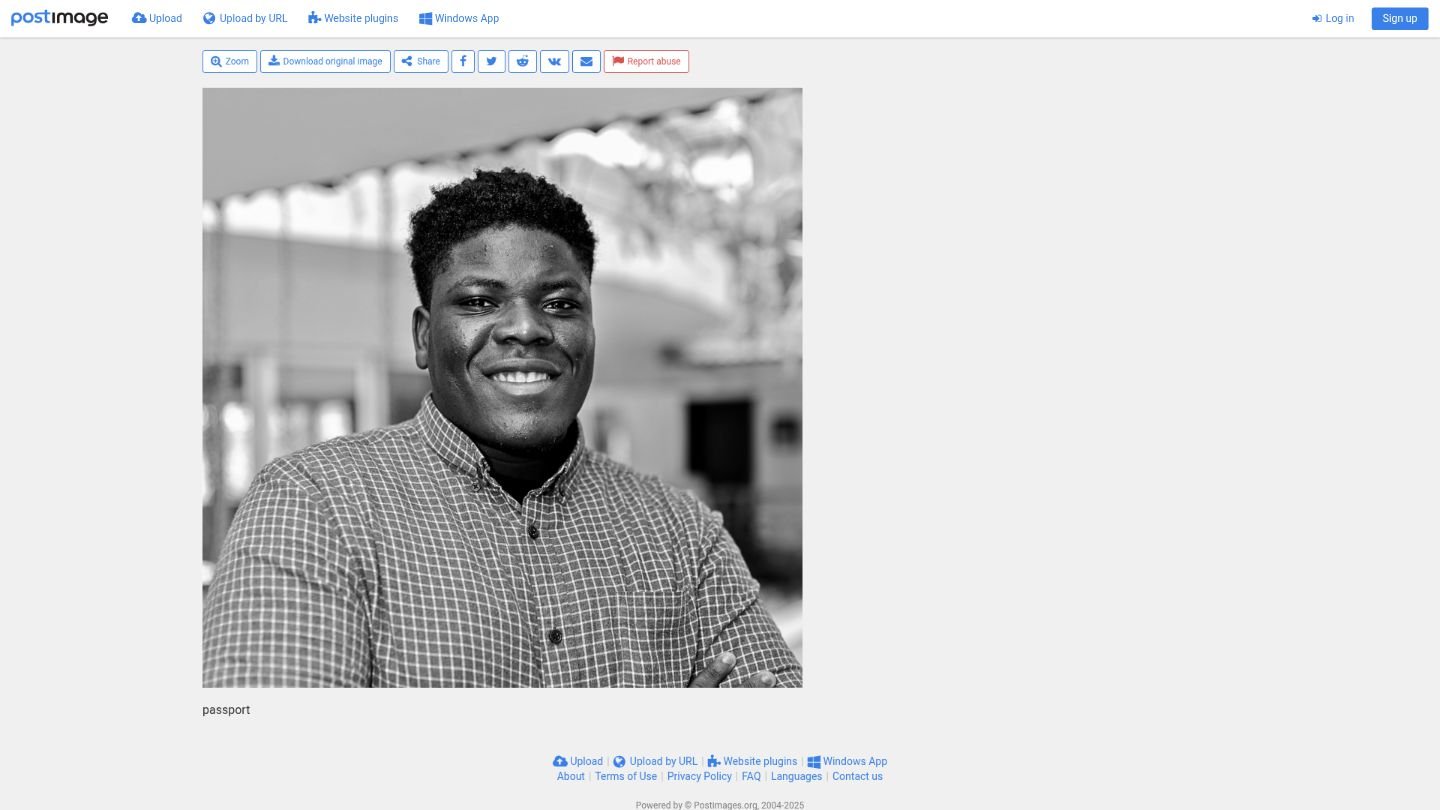 postimage
Upload
Upload by URL
Website plugins
Windows App
Log in
Sign up
Zoom
Download original image
Share
Report abuse
passport
Upload | Upload by URL | Website plugins | Windows App
About | Terms of Use | Privacy Policy | FAQ | Languages | Contact us
Powered by © Postimages.org, 2004-2025